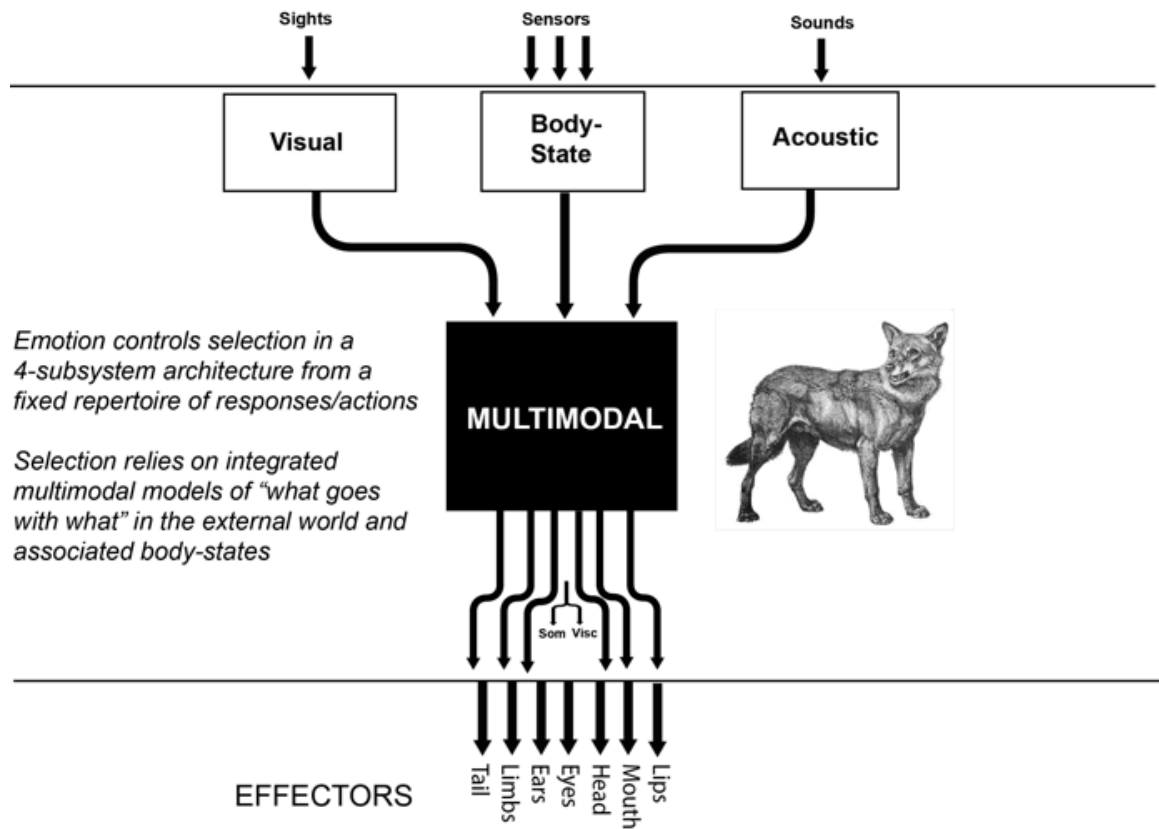 Sights
Sensors
Sounds
Visual
Body-
State
Acoustic
Emotion controls selection in a
4-subsystem architecture from a
fixed repertoire of responses/actions
MULTIMODAL
Selection relies on integrated
multimodal models of “what goes
with what” in the external world and
associated body-states
Som Visc
Tail
Limbs
Ears
Eyes
Head
Mouth
Lips
EFFECTORS